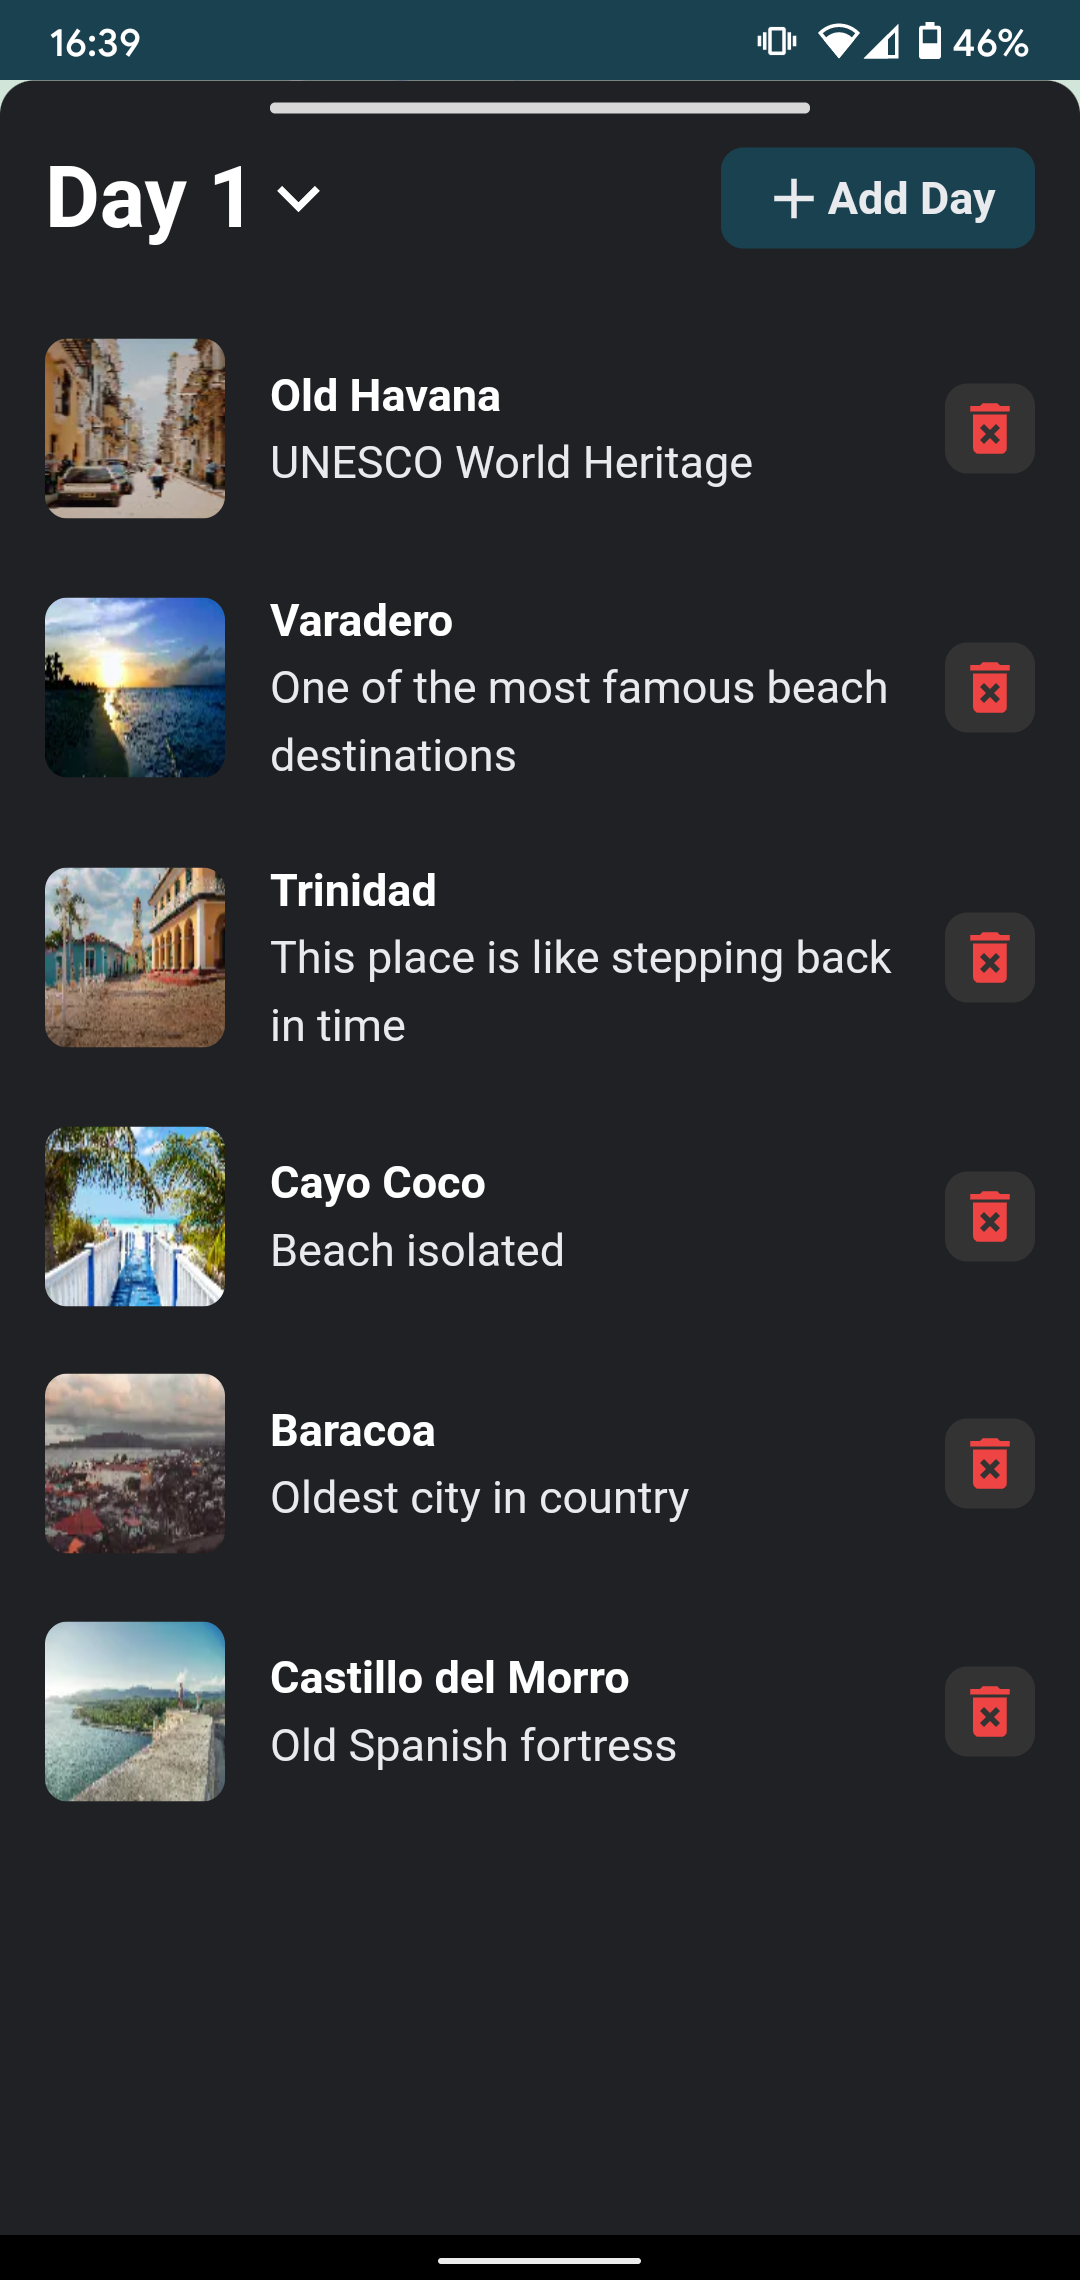 16:39
46%
Day 1
Add Day
Old Havana
UNESCO World Heritage
Varadero
One of the most famous beach
destinations
Trinidad
This place is like stepping back
in time
Cayo Coco
Beach isolated
Baracoa
Oldest city in country
Castillo del Morro
Old Spanish fortress